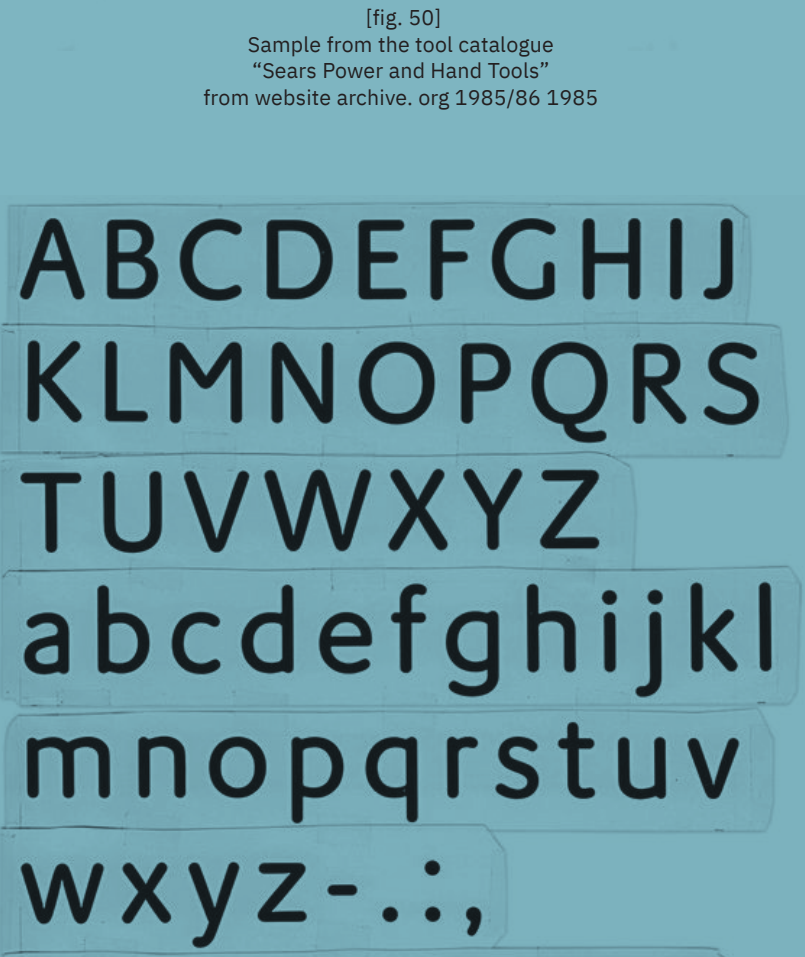 [fig. 50]
Sample from the tool catalogue
“Sears Power and Hand Tools”
from website archive. org 1985/86 1985
ABCDEFGHIJ
KLMNOPQRS
TUVWXYZ
abcdefghijkl
mnopqrstuv
wxyz-.:,